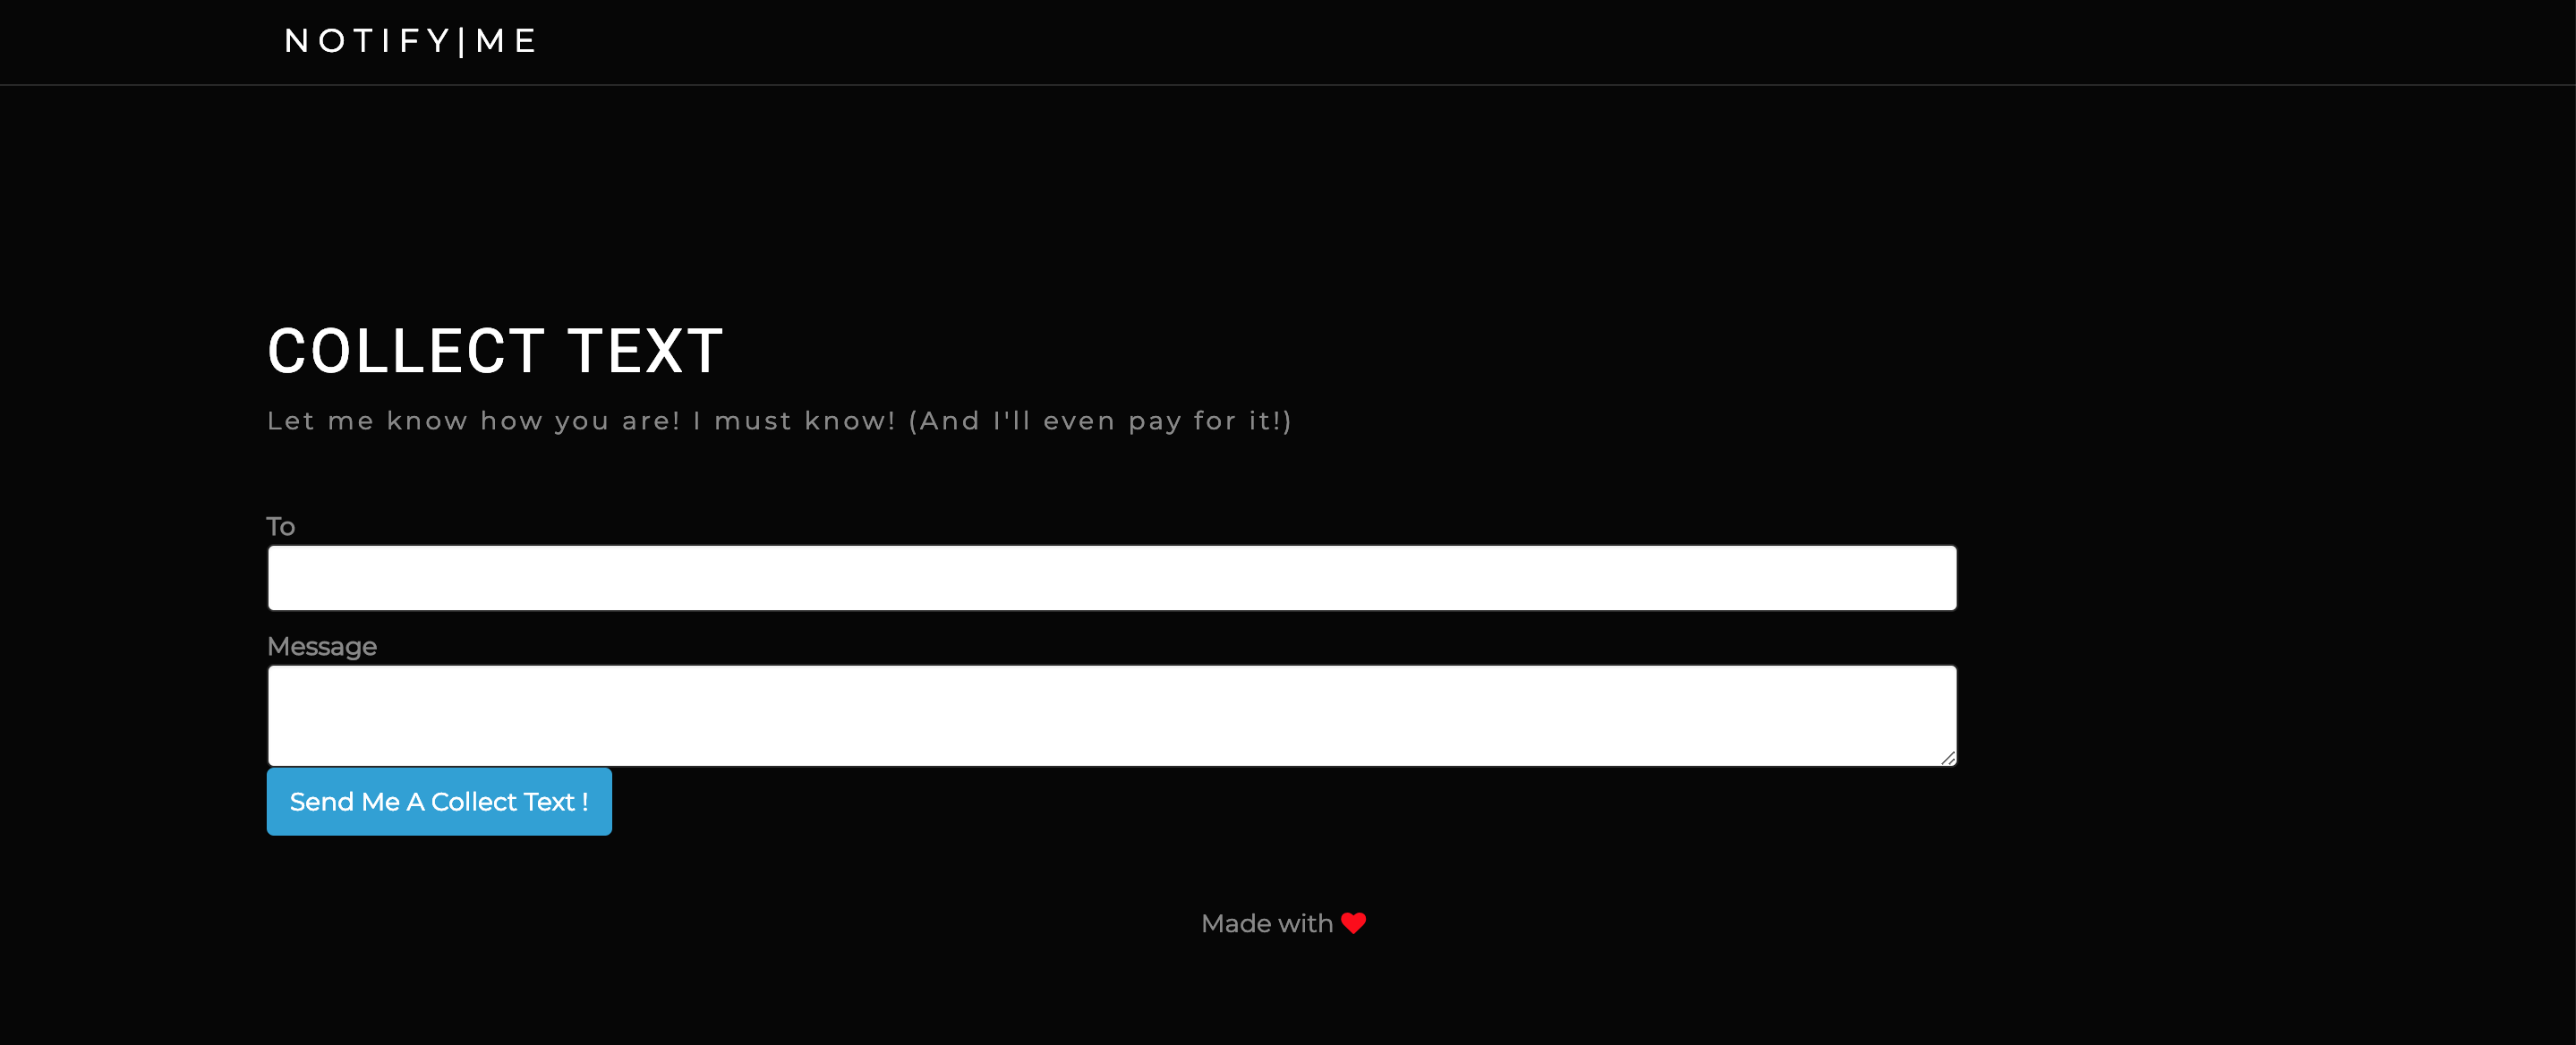 NOTIFY|ME
COLLECT TEXT
Let me know how you are! I must know! (And I'll even pay for it!)
To
Message
Send Me A Collect Text !
Made with